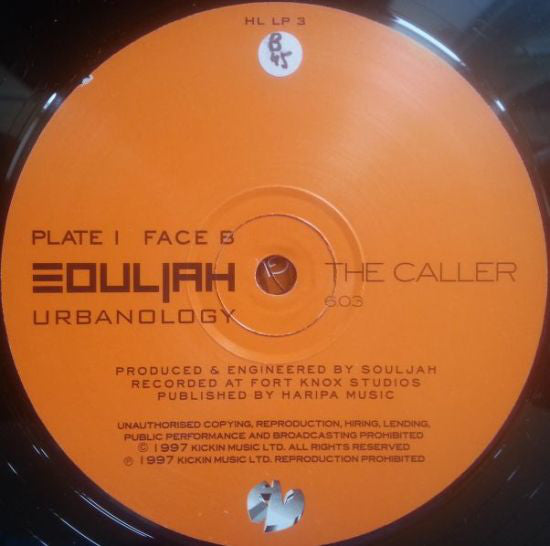 HL LP 3
B
45
PLATE 1 FACE B
SOULJAH
URBANOLOGY
THE CALLER
6.03
PRODUCED & ENGINEERED BY SOULJAH
RECORDED AT FORT KNOX STUDIOS
PUBLISHED BY HARIPA MUSIC
UNAUTHORISED COPYING, REPRODUCTION, HIRING, LENDING,
PUBLIC PERFORMANCE AND BROADCASTING PROHIBITED
© 1997 KICKIN MUSIC LTD. ALL RIGHTS RESERVED
℗ 1997 KICKIN MUSIC LTD. REPRODUCTION PROHIBITED